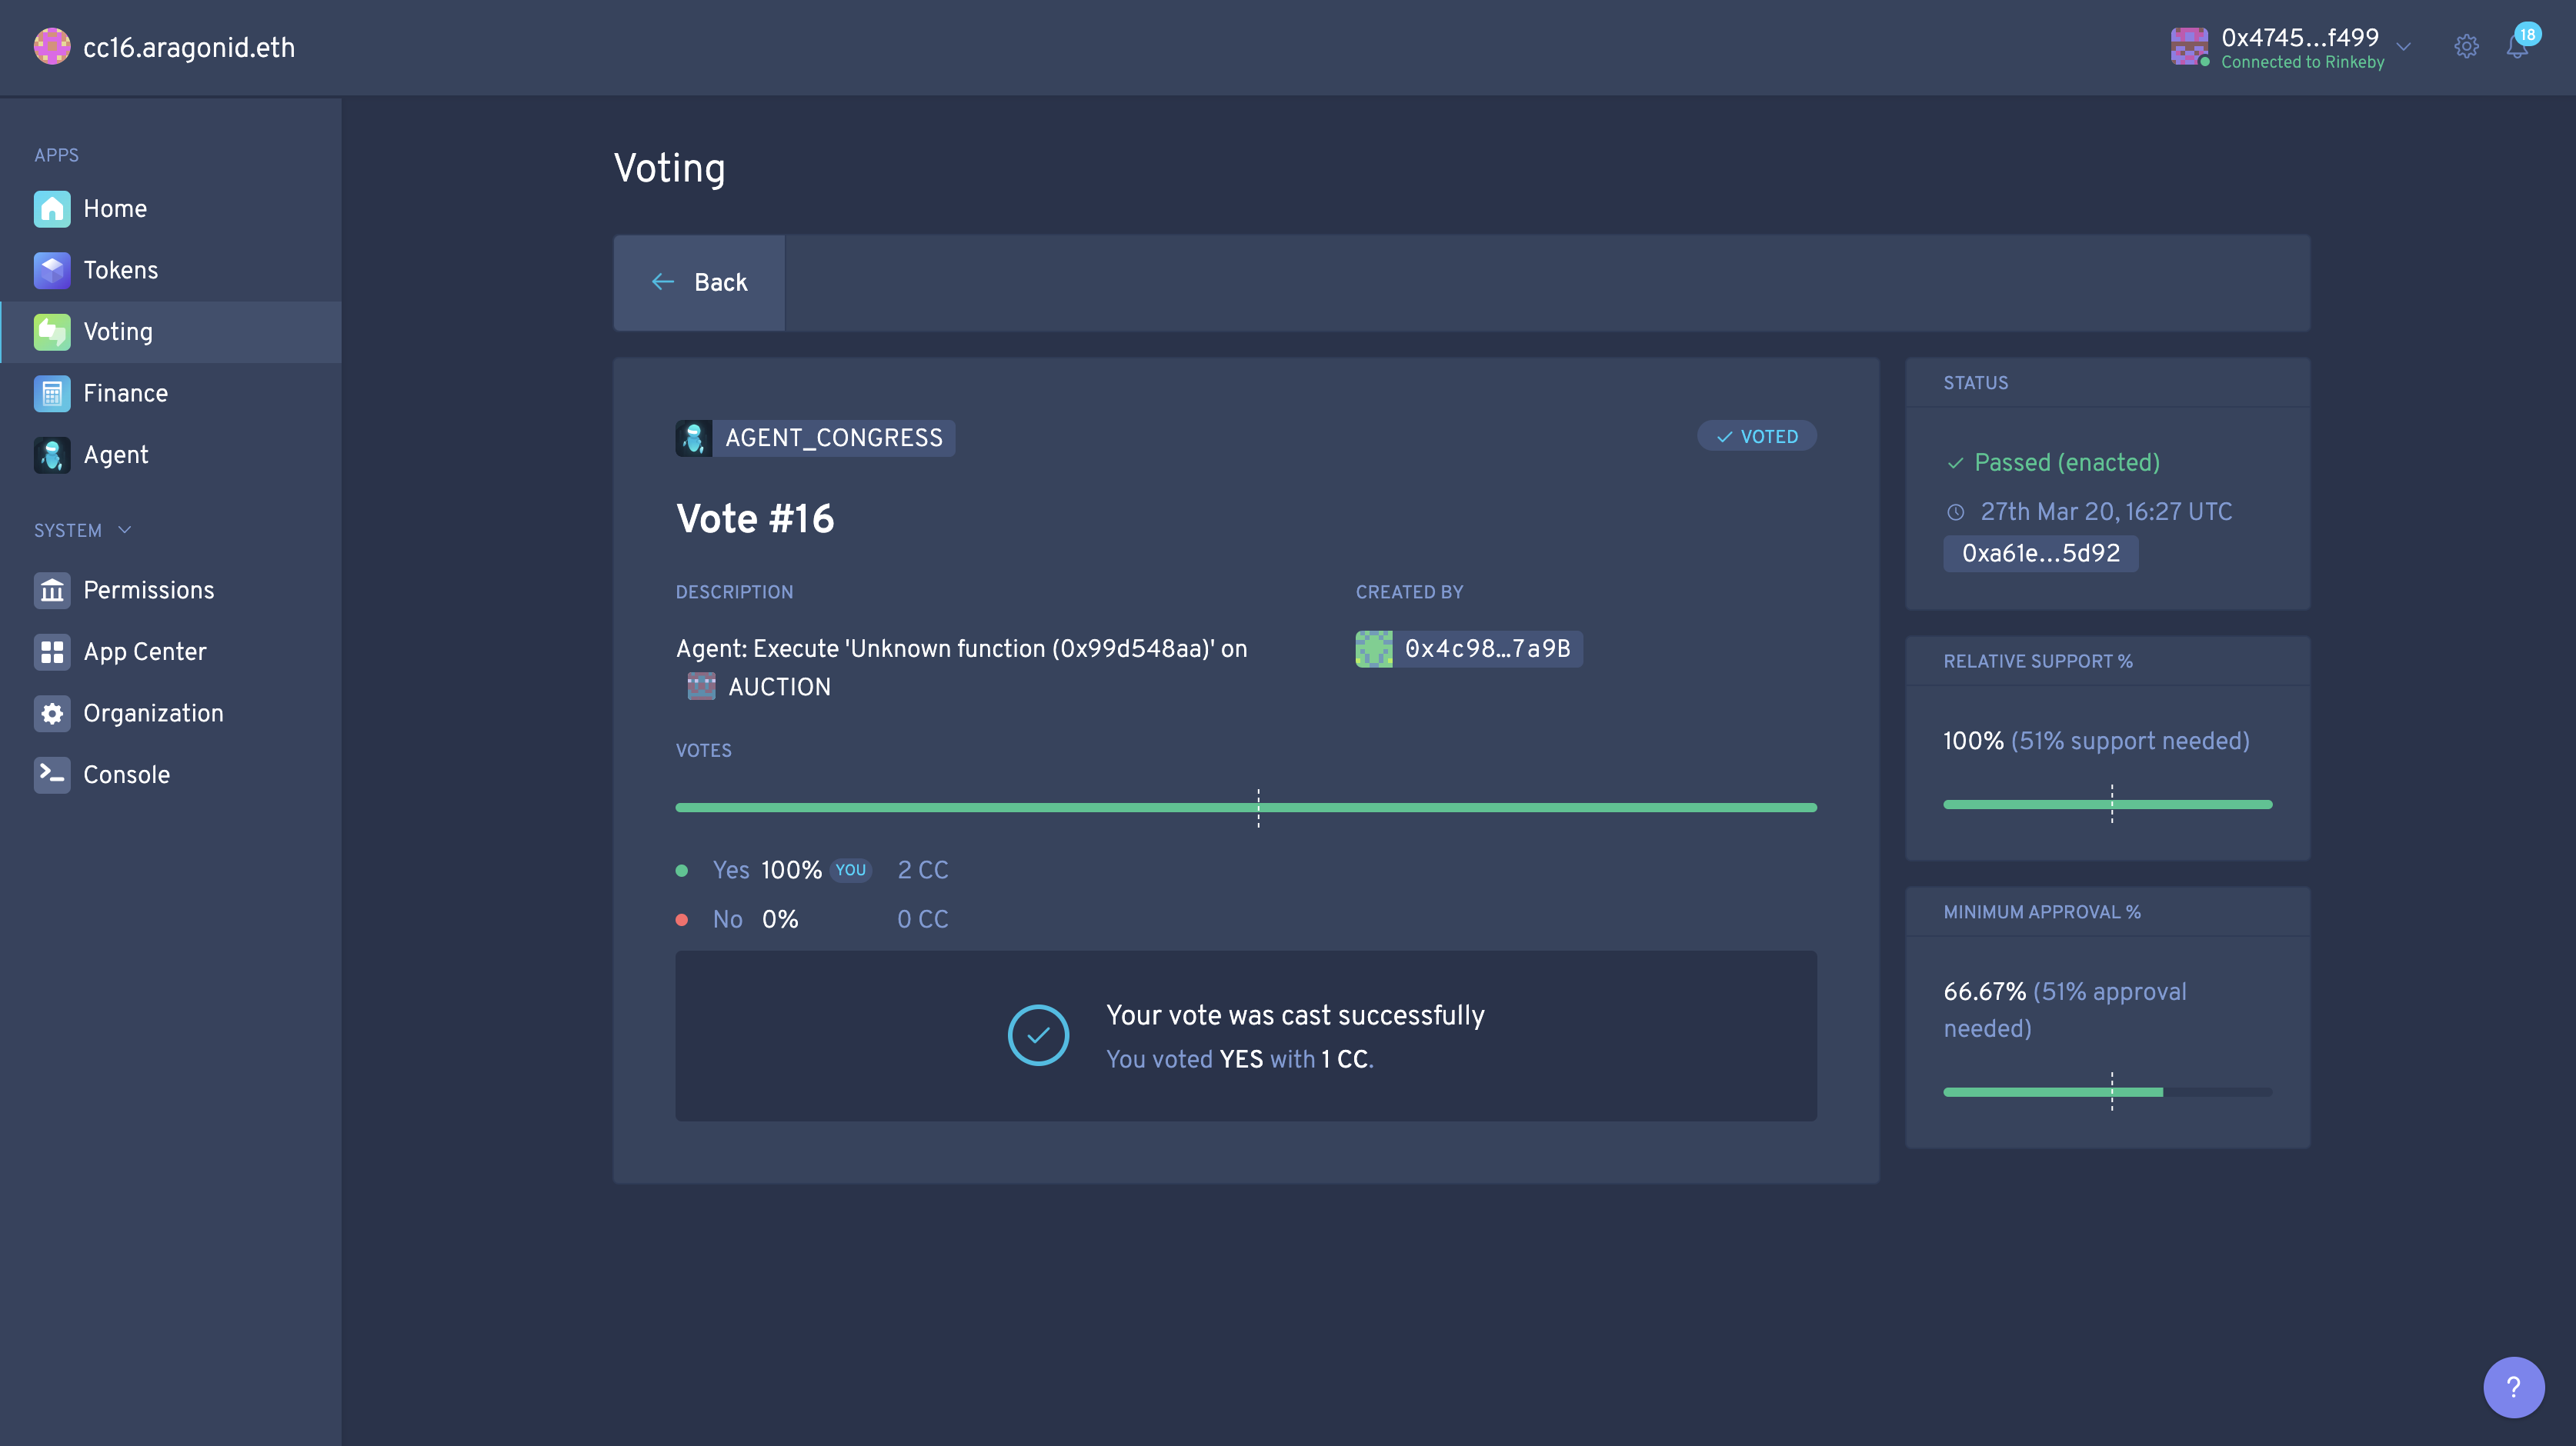 cc16.aragonid.eth
0x4745...f499
Connected to Rinkeby
18
APPS
Home
Tokens
Voting
Finance
Agent
SYSTEM
Permissions
App Center
Organization
Console
Voting
Back
AGENT_CONGRESS
VOTED
Vote #16
DESCRIPTION
Agent: Execute 'Unknown function (0x99d548aa)' on
AUCTION
CREATED BY
0x4c98...7a9B
VOTES
Yes 100% YOU 2 CC
No 0% 0 CC
Your vote was cast successfully
You voted YES with 1 CC.
STATUS
Passed (enacted)
27th Mar 20, 16:27 UTC
0xa61e...5d92
RELATIVE SUPPORT %
100% (51% support needed)
MINIMUM APPROVAL %
66.67% (51% approval
needed)
?